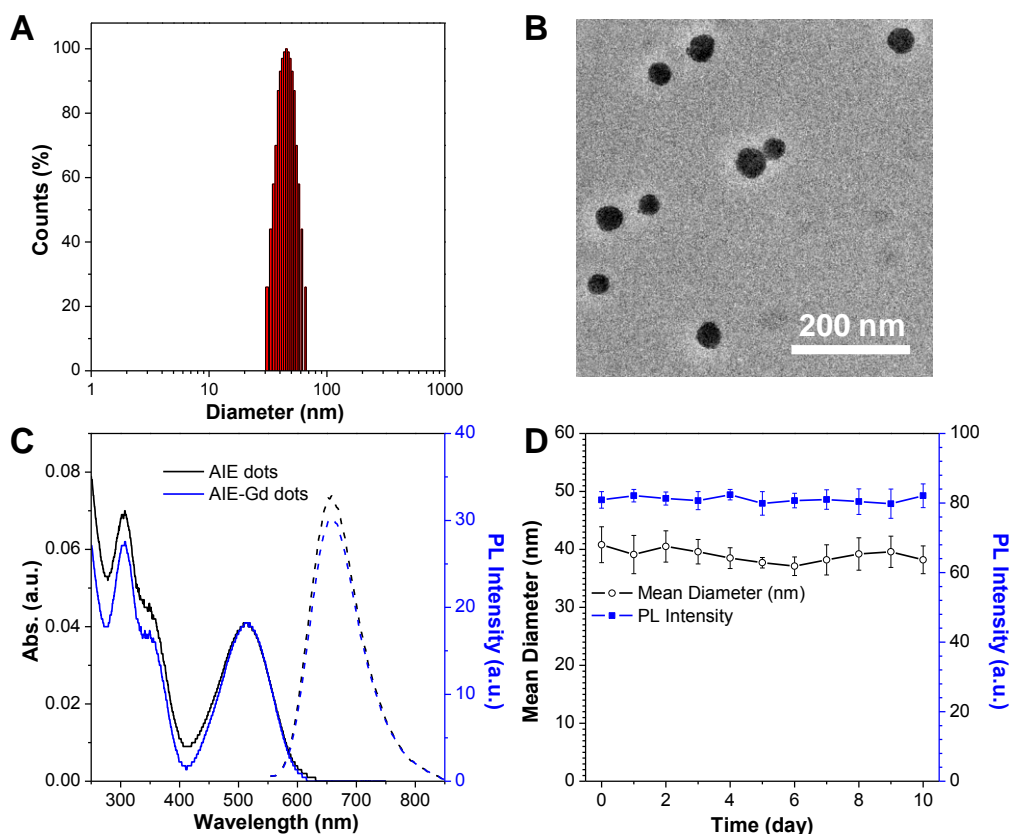 A
100
80
60
40
20
0
Counts (%)
1
10
100
1000
Diameter (nm)
B
200 nm
C
0.08
0.06
0.04
0.02
0.00
Abs. (a.u.)
AIE dots
AIE-Gd dots
40
30
20
10
0
PL Intensity
(a.u.)
300
400
500
600
700
800
Wavelength (nm)
D
60
50
40
30
20
10
0
Mean Diameter (nm)
Mean Diameter (nm)
PL Intensity
100
80
60
40
20
0
PL Intensity
(a.u.)
0
2
4
6
8
10
Time (day)